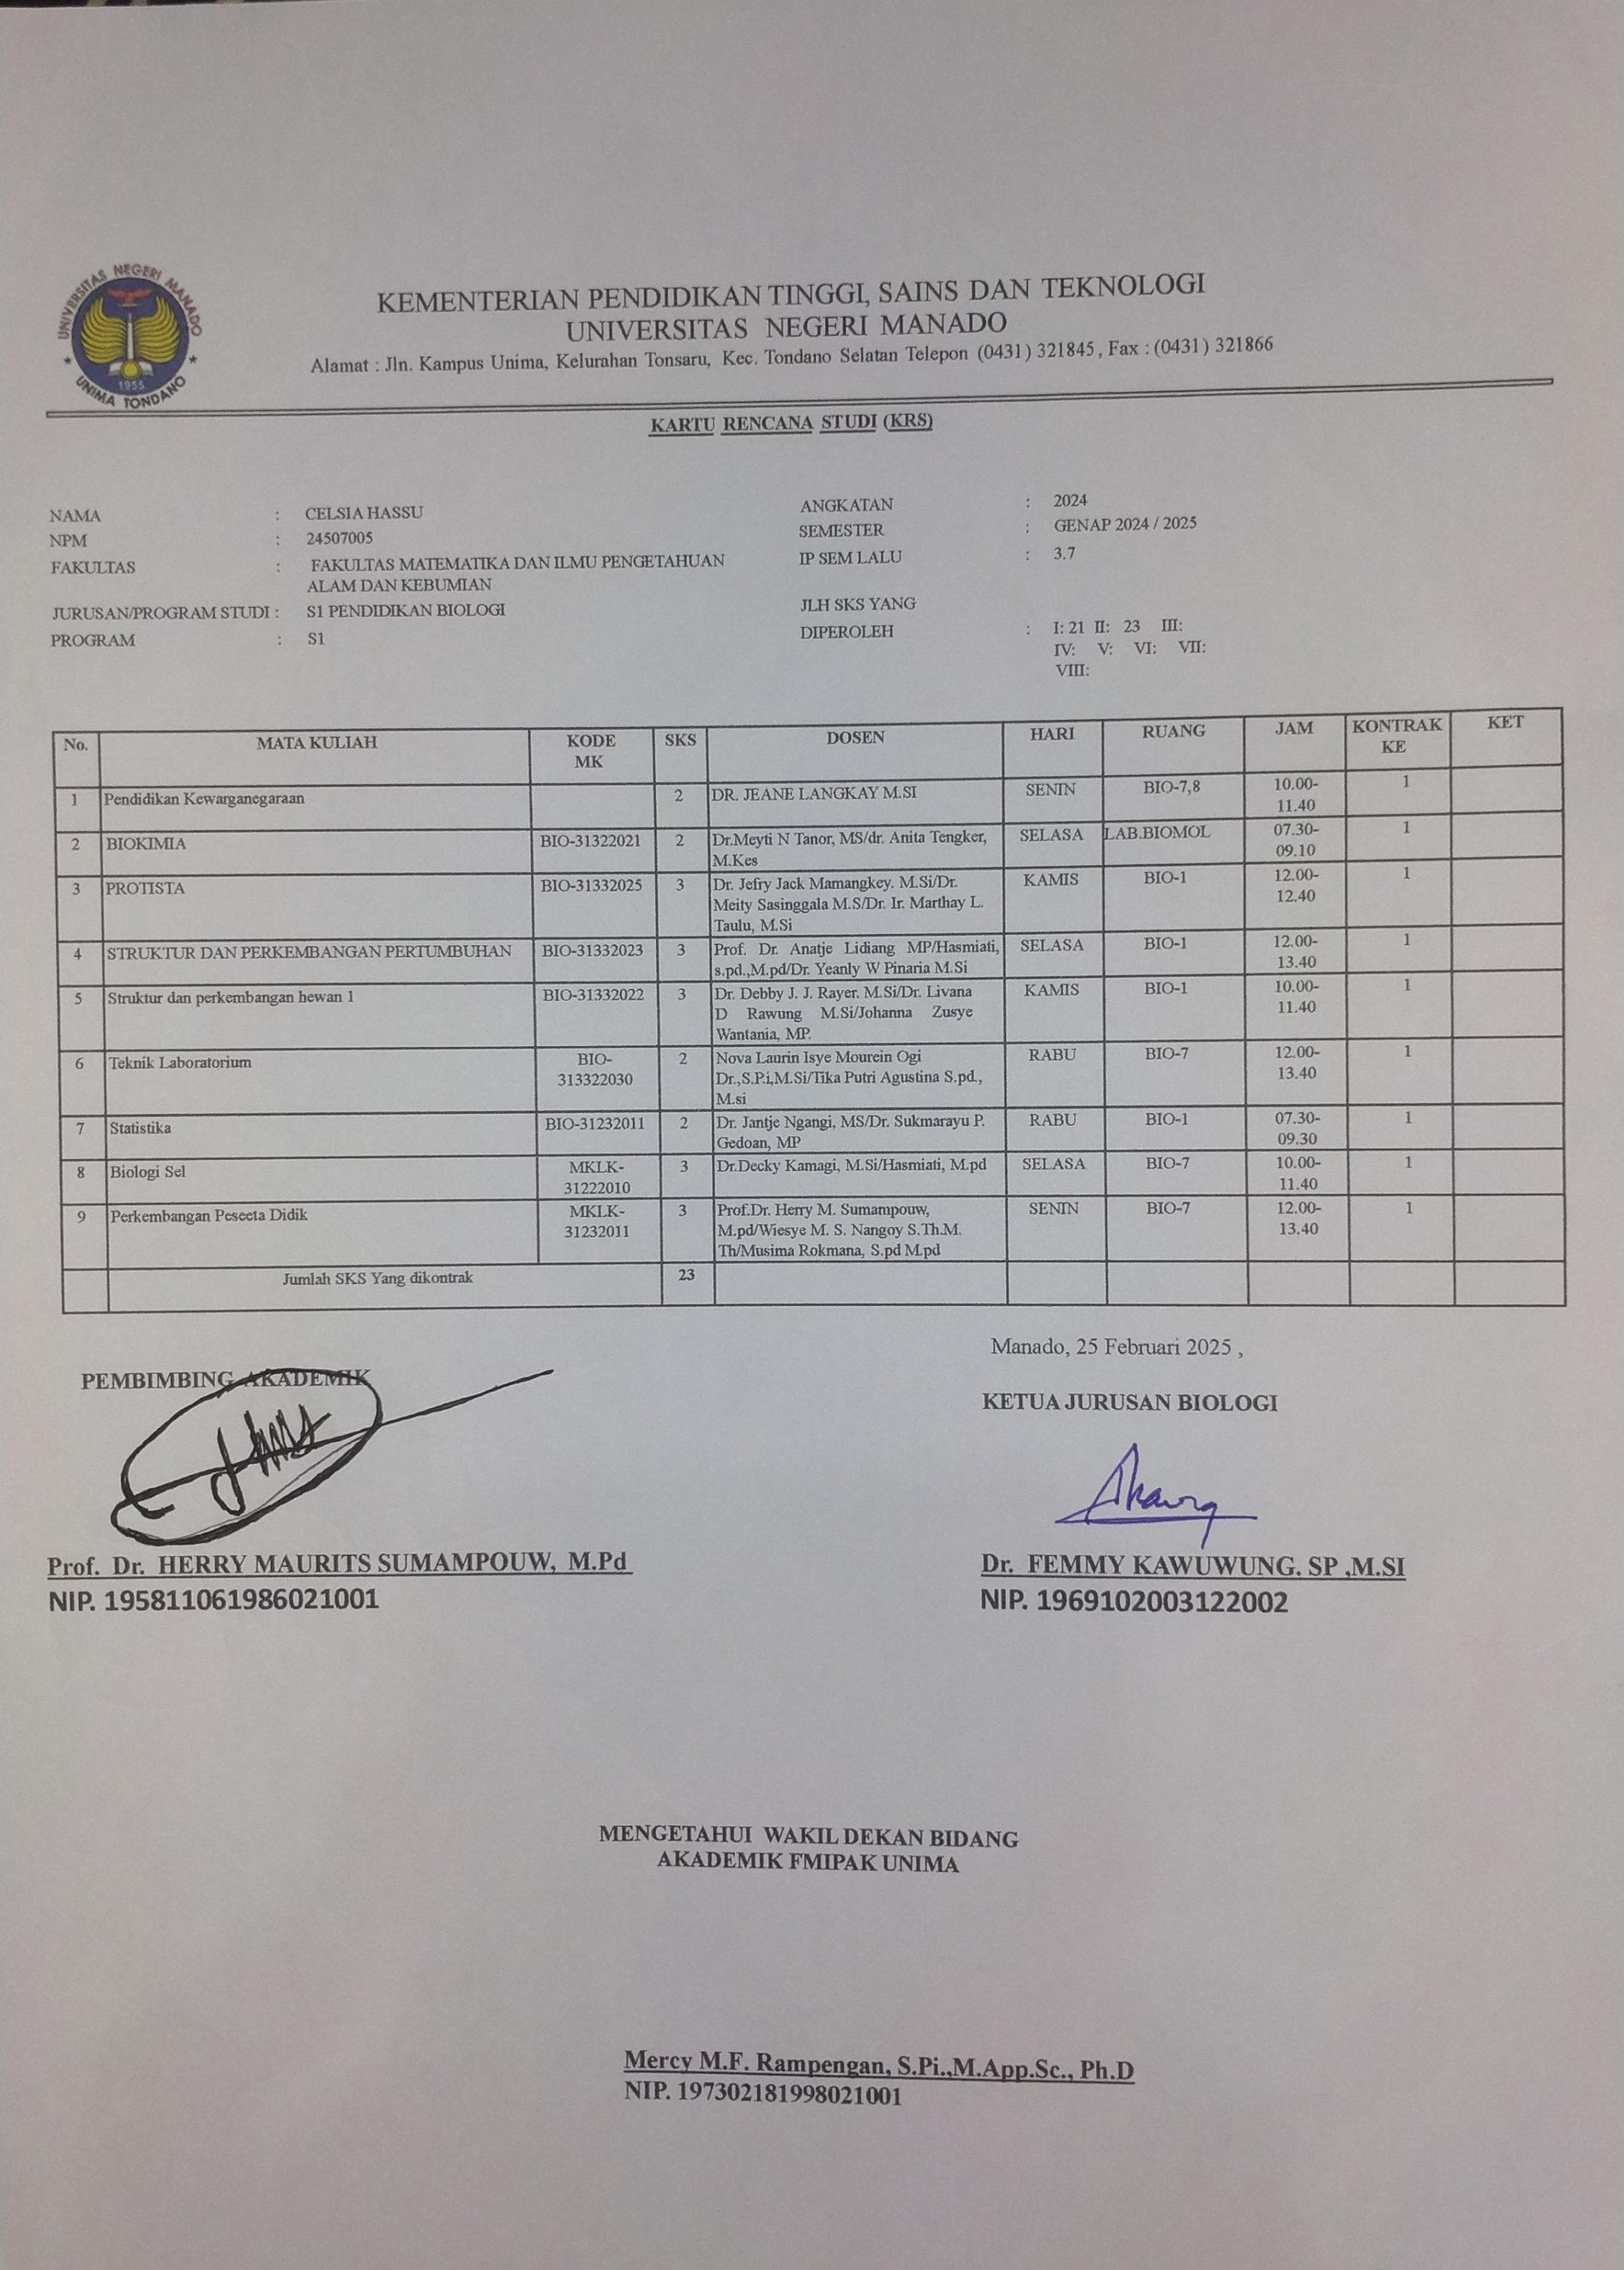 UNIVERSITAS NEGERI MANADO
1955
UNIMA TONDANO
KEMENTERIAN PENDIDIKAN TINGGI, SAINS DAN TEKNOLOGI
UNIVERSITAS NEGERI MANADO
Alamat : Jln. Kampus Unima, Kelurahan Tonsaru, Kec. Tondano Selatan Telepon (0431) 321845, Fax : (0431) 321866
KARTU RENCANA STUDI (KRS)
NAMA : CELSIA HASSU
NPM : 24507005
FAKULTAS : FAKULTAS MATEMATIKA DAN ILMU PENGETAHUAN
ALAM DAN KEBUMIAN
JURUSAN/PROGRAM STUDI : S1 PENDIDIKAN BIOLOGI
PROGRAM : S1
ANGKATAN : 2024
SEMESTER : GENAP 2024 / 2025
IP SEM LALU : 3.7
JLH SKS YANG
DIPEROLEH : I: 21 II: 23 III:
IV: V: VI: VII:
VIII:
No. MATA KULIAH KODE MK SKS DOSEN HARI RUANG JAM KONTRAK KE KET
1 Pendidikan Kewarganegaraan 2 DR. JEANE LANGKAY M.SI SENIN BIO-7,8 10.00-
11.40 1
2 BIOKIMIA BIO-31322021 2 Dr.Meyti N Tanor, MS/dr. Anita Tengker, SELASA LAB.BIOMOL 07.30- 1
M.Kes 09.10
3 PROTISTA BIO-31332025 3 Dr. Jefry Jack Mamangkey. M.Si/Dr. KAMIS BIO-1 12.00- 1
Meity Sasinggala M.S/Dr. Ir. Marthay L. 12.40
Taulu, M.Si
4 STRUKTUR DAN PERKEMBANGAN PERTUMBUHAN BIO-31332023 3 Prof. Dr. Anatje Lidiang MP/Hasmiati, SELASA BIO-1 12.00- 1
s.pd.,M.pd/Dr. Yeanly W Pinaria M.Si 13.40
5 Struktur dan perkembangan hewan 1 BIO-31332022 3 Dr. Debby J. J. Rayer. M.Si/Dr. Livana KAMIS BIO-1 10.00- 1
D Rawung M.Si/Johanna Zusye 11.40
Wantania, MP.
6 Teknik Laboratorium BIO- 2 Nova Laurin Isye Mourein Ogi RABU BIO-7 12.00- 1
313322030 Dr.,S.P.i,M.Si/Tika Putri Agustina S.pd., 13.40
M.si
7 Statistika BIO-31232011 2 Dr. Jantje Ngangi, MS/Dr. Sukmarayu P. RABU BIO-1 07.30- 1
Gedoan, MP 09.30
8 Biologi Sel MKLK- 3 Dr.Decky Kamagi, M.Si/Hasmiati, M.pd SELASA BIO-7 10.00- 1
31222010 11.40
9 Perkembangan Peseeta Didik MKLK- 3 Prof.Dr. Herry M. Sumampouw, SENIN BIO-7 12.00- 1
31232011 M.pd/Wiesye M. S. Nangoy S.Th.M. 13.40
Th/Musima Rokmana, S.pd M.pd
Jumlah SKS Yang dikontrak 23
Manado, 25 Februari 2025 ,
PEMBIMBING AKADEMIK
KETUA JURUSAN BIOLOGI
Prof. Dr. HERRY MAURITS SUMAMPOUW, M.Pd
NIP. 195811061986021001
Dr. FEMMY KAWUWUNG. SP ,M.SI
NIP. 1969102003122002
MENGETAHUI WAKIL DEKAN BIDANG
AKADEMIK FMIPAK UNIMA
Mercy M.F. Rampengan, S.Pi.,M.App.Sc., Ph.D
NIP. 197302181998021001